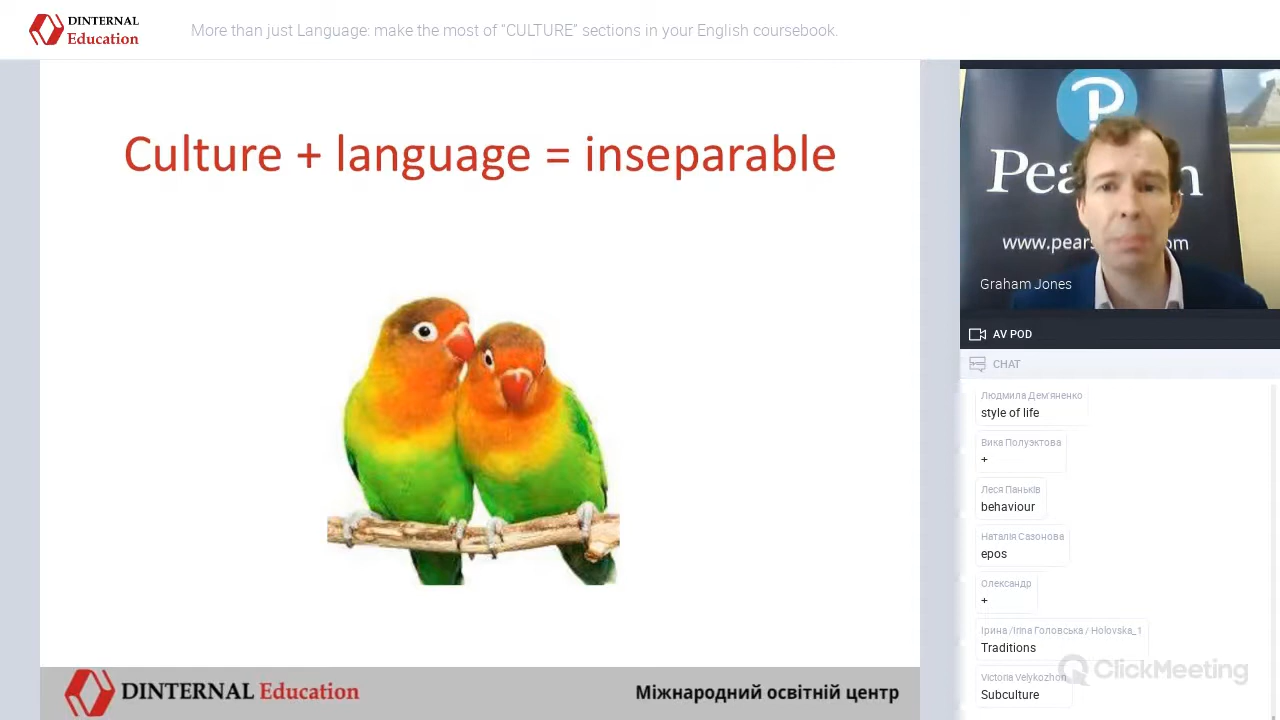 DINTERNAL
Education
More than just Language: make the most of “CULTURE” sections in your English coursebook.
Culture + language = inseparable
Pearson
www.pears
om
Graham Jones
AV POD
CHAT
Людмила Дем'яненко
style of life
Вика Полуэктова
+
Леся Паньків
behaviour
Наталія Сазонова
epos
Олександр
+
Ірина /Irina Головська / Holovska_1
Traditions
Victoria Velykozhon
Subculture
ClickMeeting
DINTERNAL Education
Міжнародний освітній центр